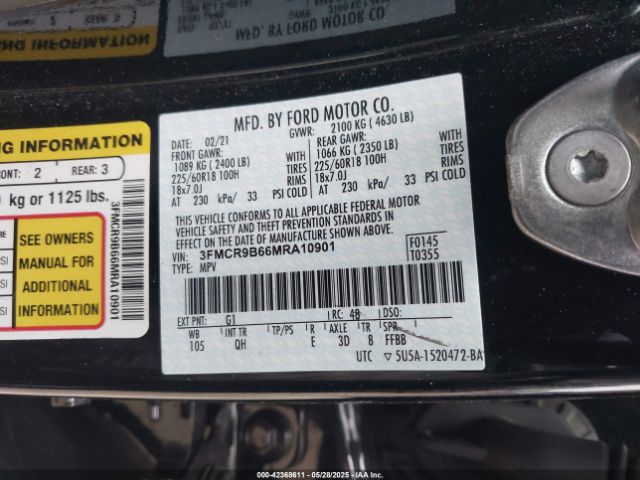 MFD. BY FORD MOTOR CO.
DATE: 02/21 GVWR: 2100 KG ( 4630 LB)
FRONT GAWR: REAR GAWR:
1089 KG ( 2400 LB) WITH 1066 KG ( 2350 LB) WITH
225/60R18 100H TIRES 225/60R18 100H TIRES
18x7.0J RIMS 18x7.0J RIMS
AT 230 kPa/ 33 PSI COLD AT 230 kPa/ 33 PSI COLD
THIS VEHICLE CONFORMS TO ALL APPLICABLE FEDERAL MOTOR
VEHICLE SAFETY AND THEFT PREVENTION STANDARDS IN
EFFECT ON THE DATE OF MANUFACTURE SHOWN ABOVE.
VIN: 3FMCR9B66MRA10901 F0145
TYPE: MPV T0355
EXT PNT: G1 RC: 48 DSO:
WB INT TR TP/PS R AXLE TR SPR
105 QH E 3D 8 FFBB
UTC ▽ 5U5A-1520472-BA
NG INFORMATION
FRONT: 2 REAR: 3
kg or 1125 lbs.
SEE OWNERS
MANUAL FOR
ADDITIONAL
INFORMATION
3FMCR9B66MRA10901
000-42368611 - 05/28/2025 - IAA Inc.